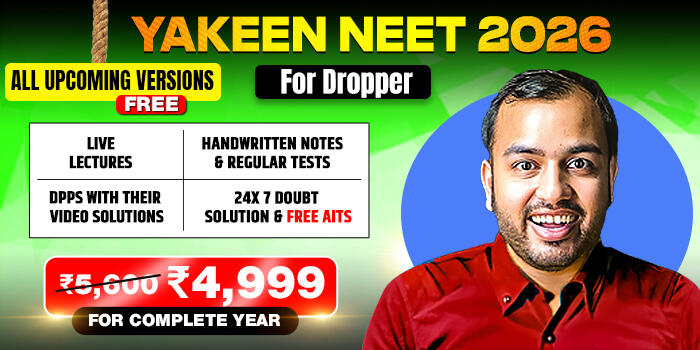 YAKEEN NEET 2026
ALL UPCOMING VERSIONS
FREE
For Dropper
LIVE
LECTURES
HANDWRITTEN NOTES
& REGULAR TESTS
DPPS WITH THEIR
VIDEO SOLUTIONS
24X 7 DOUBT
SOLUTION & FREE AITS
₹5,600 ₹4,999
FOR COMPLETE YEAR